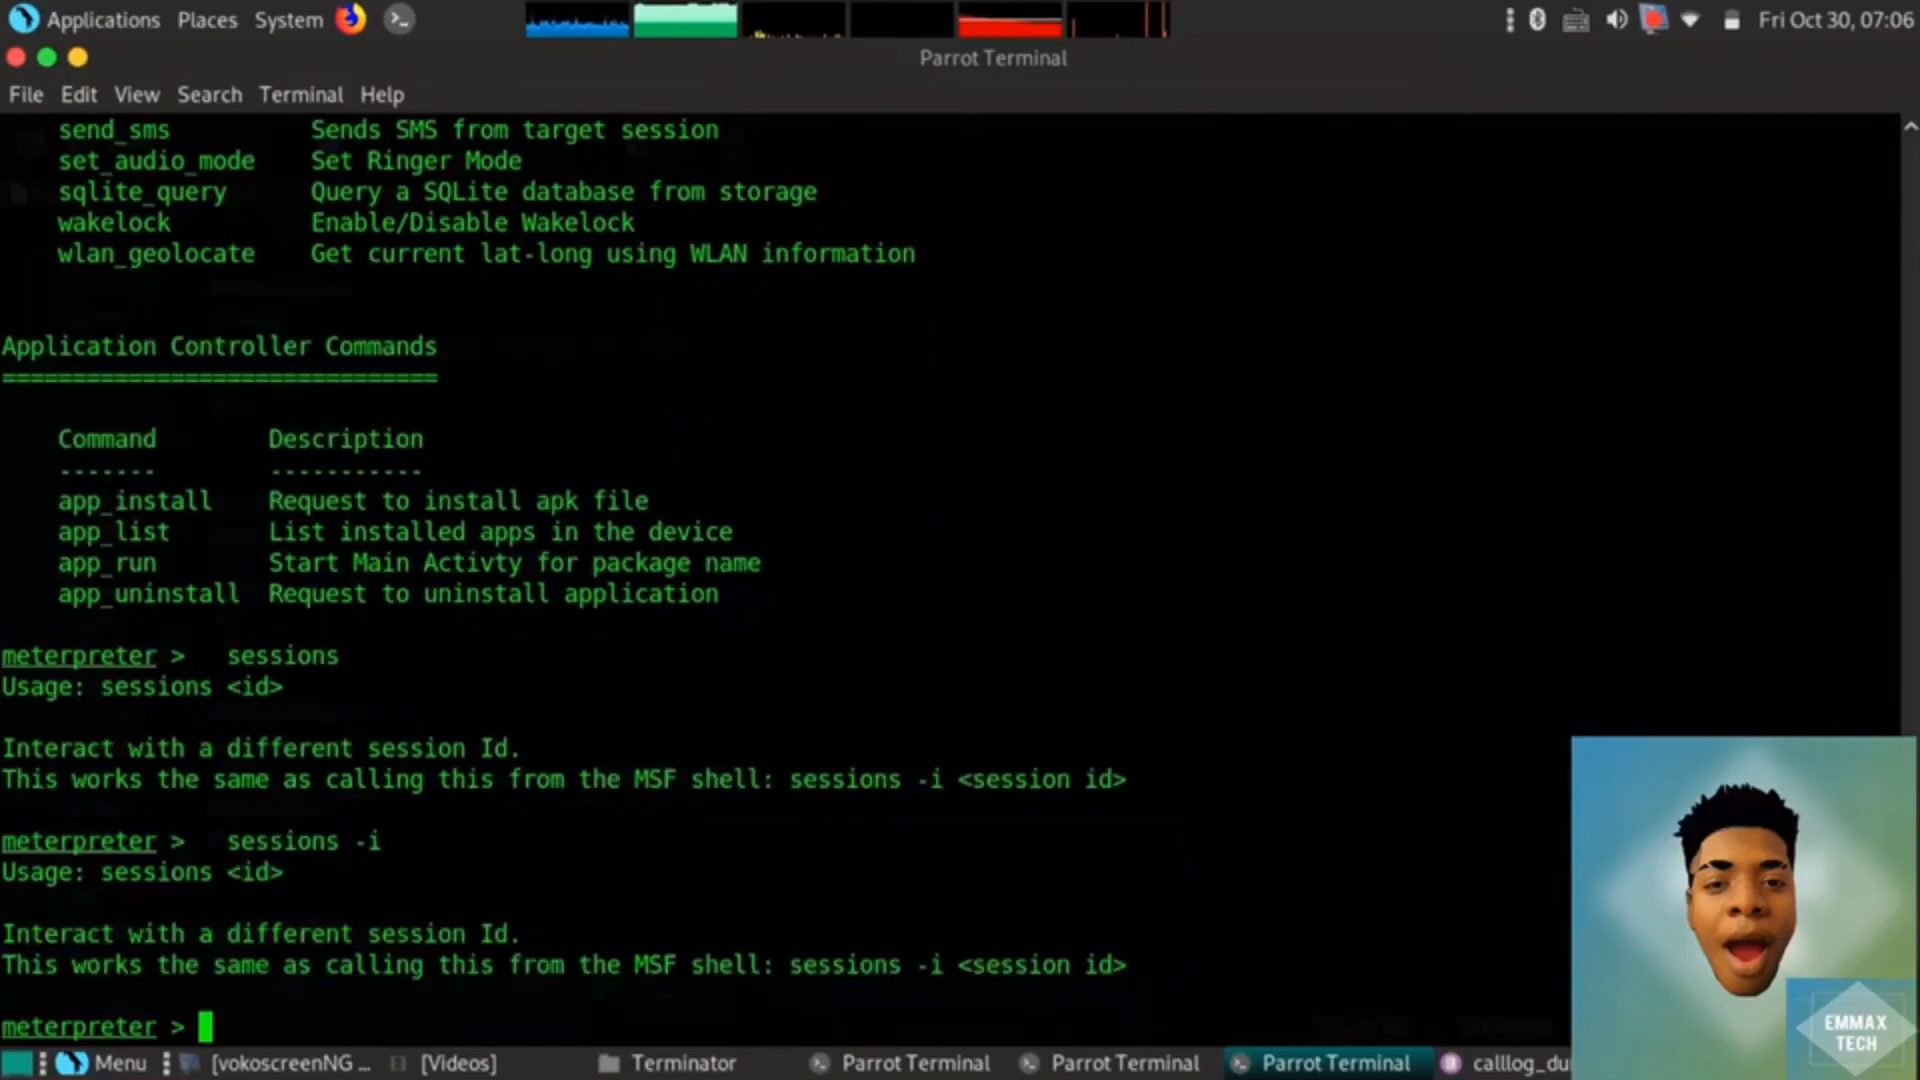 Applications Places System
Fri Oct 30, 07:06
Parrot Terminal
File Edit View Search Terminal Help
send_sms Sends SMS from target session
set_audio_mode Set Ringer Mode
sqlite_query Query a SQLite database from storage
wakelock Enable/Disable Wakelock
wlan_geolocate Get current lat-long using WLAN information
Application Controller Commands
===============================
Command Description
------- -----------
app_install Request to install apk file
app_list List installed apps in the device
app_run Start Main Activty for package name
app_uninstall Request to uninstall application
meterpreter > sessions
Usage: sessions <id>
Interact with a different session Id.
This works the same as calling this from the MSF shell: sessions -i <session id>
meterpreter > sessions -i
Usage: sessions <id>
Interact with a different session Id.
This works the same as calling this from the MSF shell: sessions -i <session id>
meterpreter >
EMMAX
TECH
Menu [vokoscreenNG ... [Videos] Terminator Parrot Terminal Parrot Terminal Parrot Terminal calllog_du